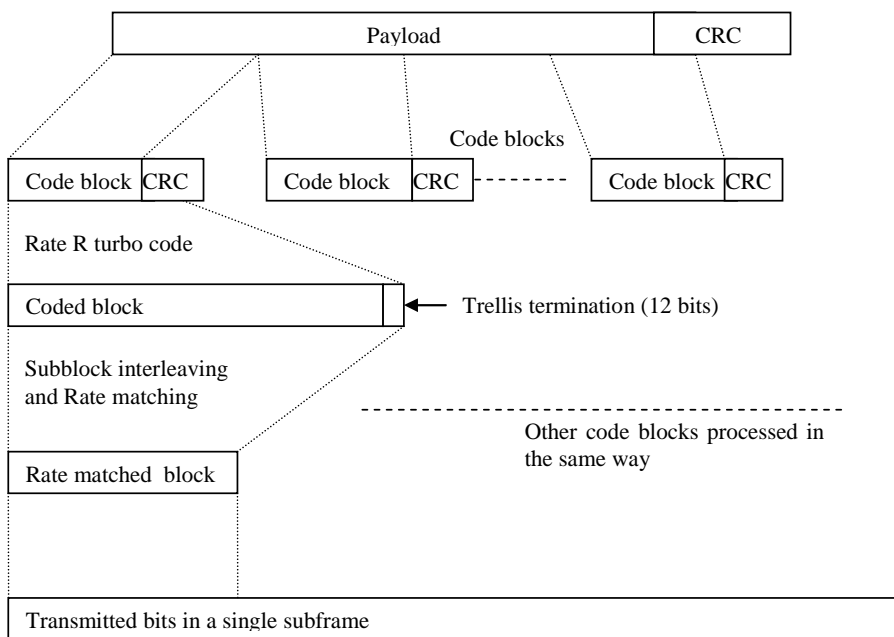 Payload CRC
Code blocks
Code block CRC Code block CRC Code block CRC
Rate R turbo code
Coded block
Trellis termination (12 bits)
Subblock interleaving
and Rate matching
Other code blocks processed in
the same way
Rate matched block
Transmitted bits in a single subframe